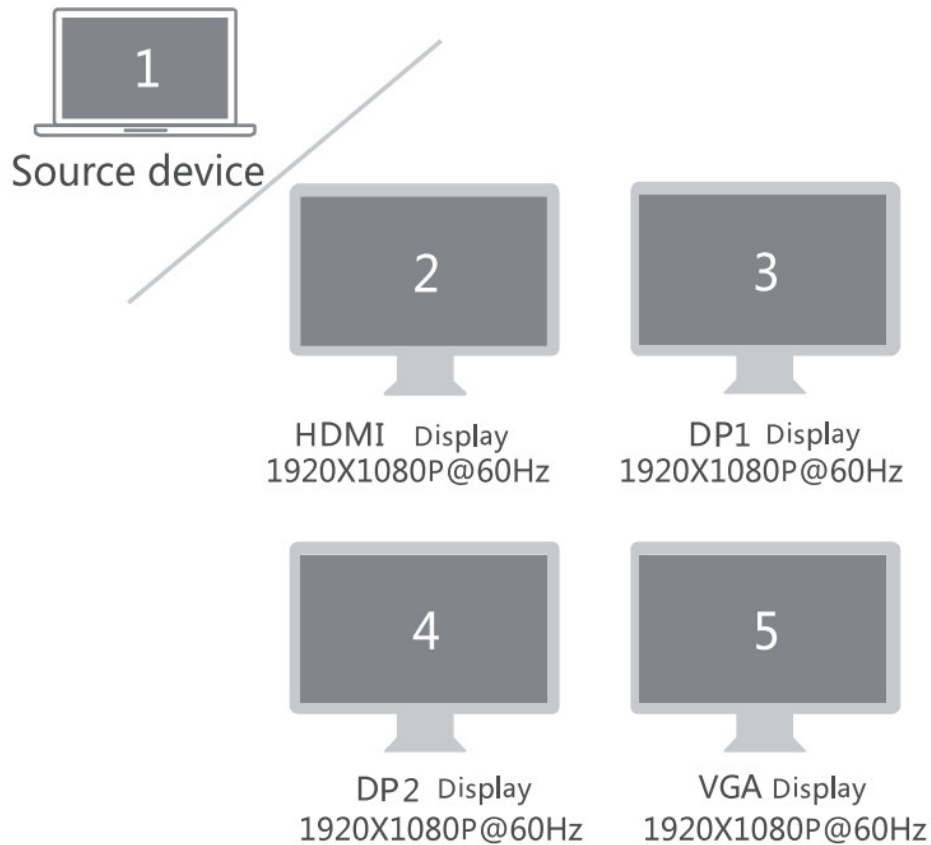 1
Source device
2
HDMI Display
1920X1080P@60Hz
3
DP1 Display
1920X1080P@60Hz
4
DP2 Display
1920X1080P@60Hz
5
VGA Display
1920X1080P@60Hz